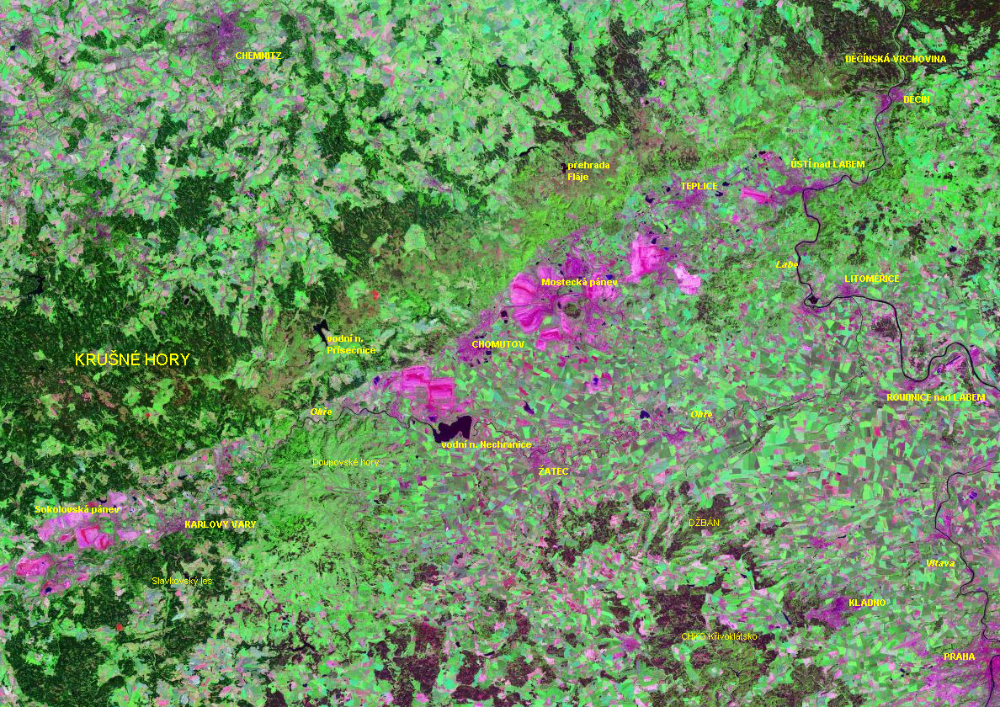 CHEMNITZ
DĚČÍNSKÁ VRCHOVINA
DĚČÍN
přehrada
Fláje
ÚSTÍ nad LABEM
TEPLICE
Labe
LITOMĚŘICE
Mostecká pánev
vodní n.
Přísečnice
CHOMUTOV
KRUŠNÉ HORY
ROUDNICE nad LABEM
Ohře
Ohře
vodní n. Nechranice
Doupovské hory
ŽATEC
Sokolovská pánev
KARLOVY VARY
DŽBÁN
Vltava
Slavkovský les
KLADNO
CHKO Křivoklátsko
PRAHA